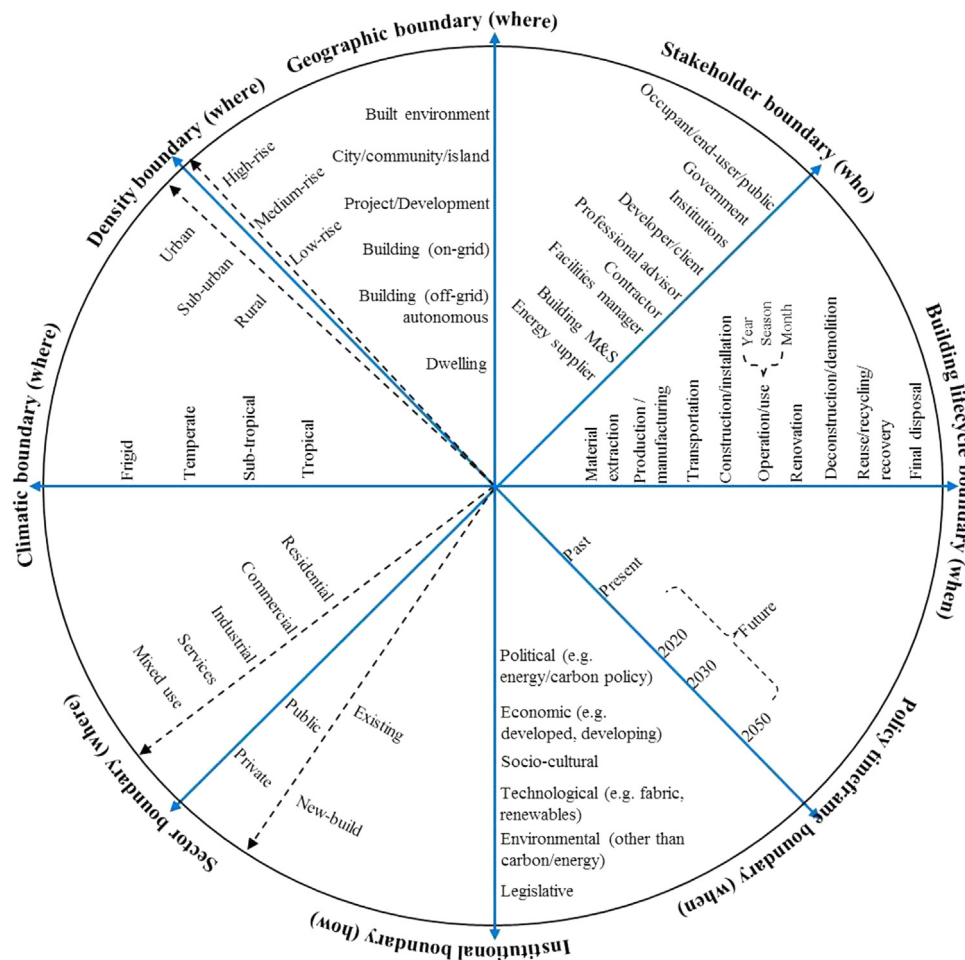 Geographic boundary (where)
Built environment
City/community/island
Project/Development
Building (on-grid)
Building (off-grid)
autonomous
Dwelling
Stakeholder boundary (who)
Occupant/end-user/public
Government
Institutions
Developer/client
Professional advisor
Contractor
Facilities manager
Building M&S
Energy supplier
Building lifecycle boundary (when)
Material
extraction
Production /
manufacturing
Transportation
Construction/installation
Operation/use
Year
Season
Month
Renovation
Deconstruction/demolition
Reuse/recycling/
recovery
Final disposal
Policy timeframe boundary (when)
Past
Present
Future
2020
2030
2050
Institutional boundary (how)
Political (e.g.
energy/carbon policy)
Economic (e.g.
developed, developing)
Socio-cultural
Technological (e.g. fabric,
renewables)
Environmental (other than
carbon/energy)
Legislative
Sector boundary (where)
Residential
Commercial
Industrial
Services
Mixed use
Public
Private
Existing
New-build
Climatic boundary (where)
Frigid
Temperate
Sub-tropical
Tropical
Density boundary (where)
High-rise
Medium-rise
Low-rise
Urban
Sub-urban
Rural